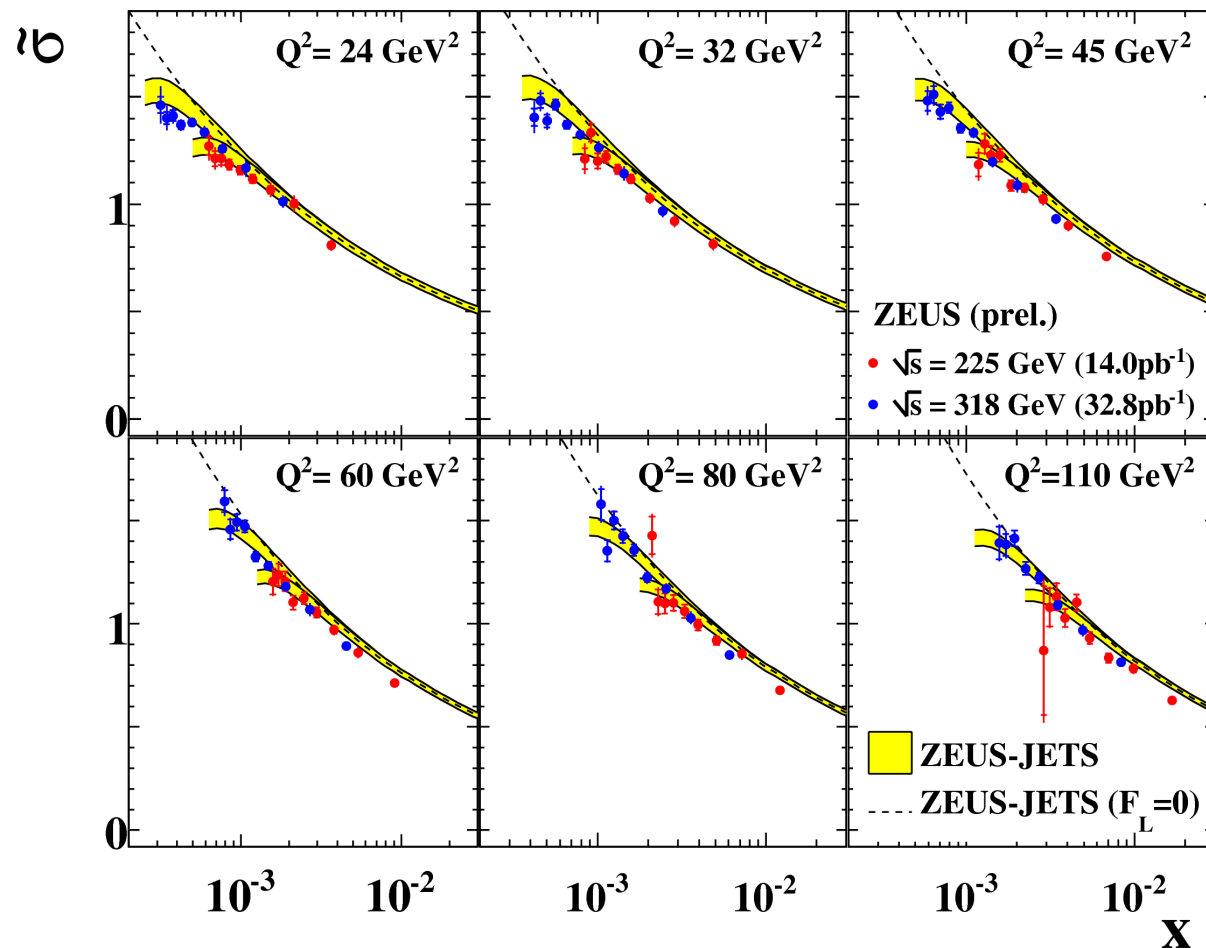 σ̃
Q²= 24 GeV²
Q²= 32 GeV²
Q²= 45 GeV²
1
0
ZEUS (prel.)
√s = 225 GeV (14.0pb⁻¹)
√s = 318 GeV (32.8pb⁻¹)
Q²= 60 GeV²
Q²= 80 GeV²
Q²=110 GeV²
1
0
ZEUS-JETS
ZEUS-JETS (F_L=0)
10⁻³ 10⁻² 10⁻³ 10⁻² 10⁻³ 10⁻²
x